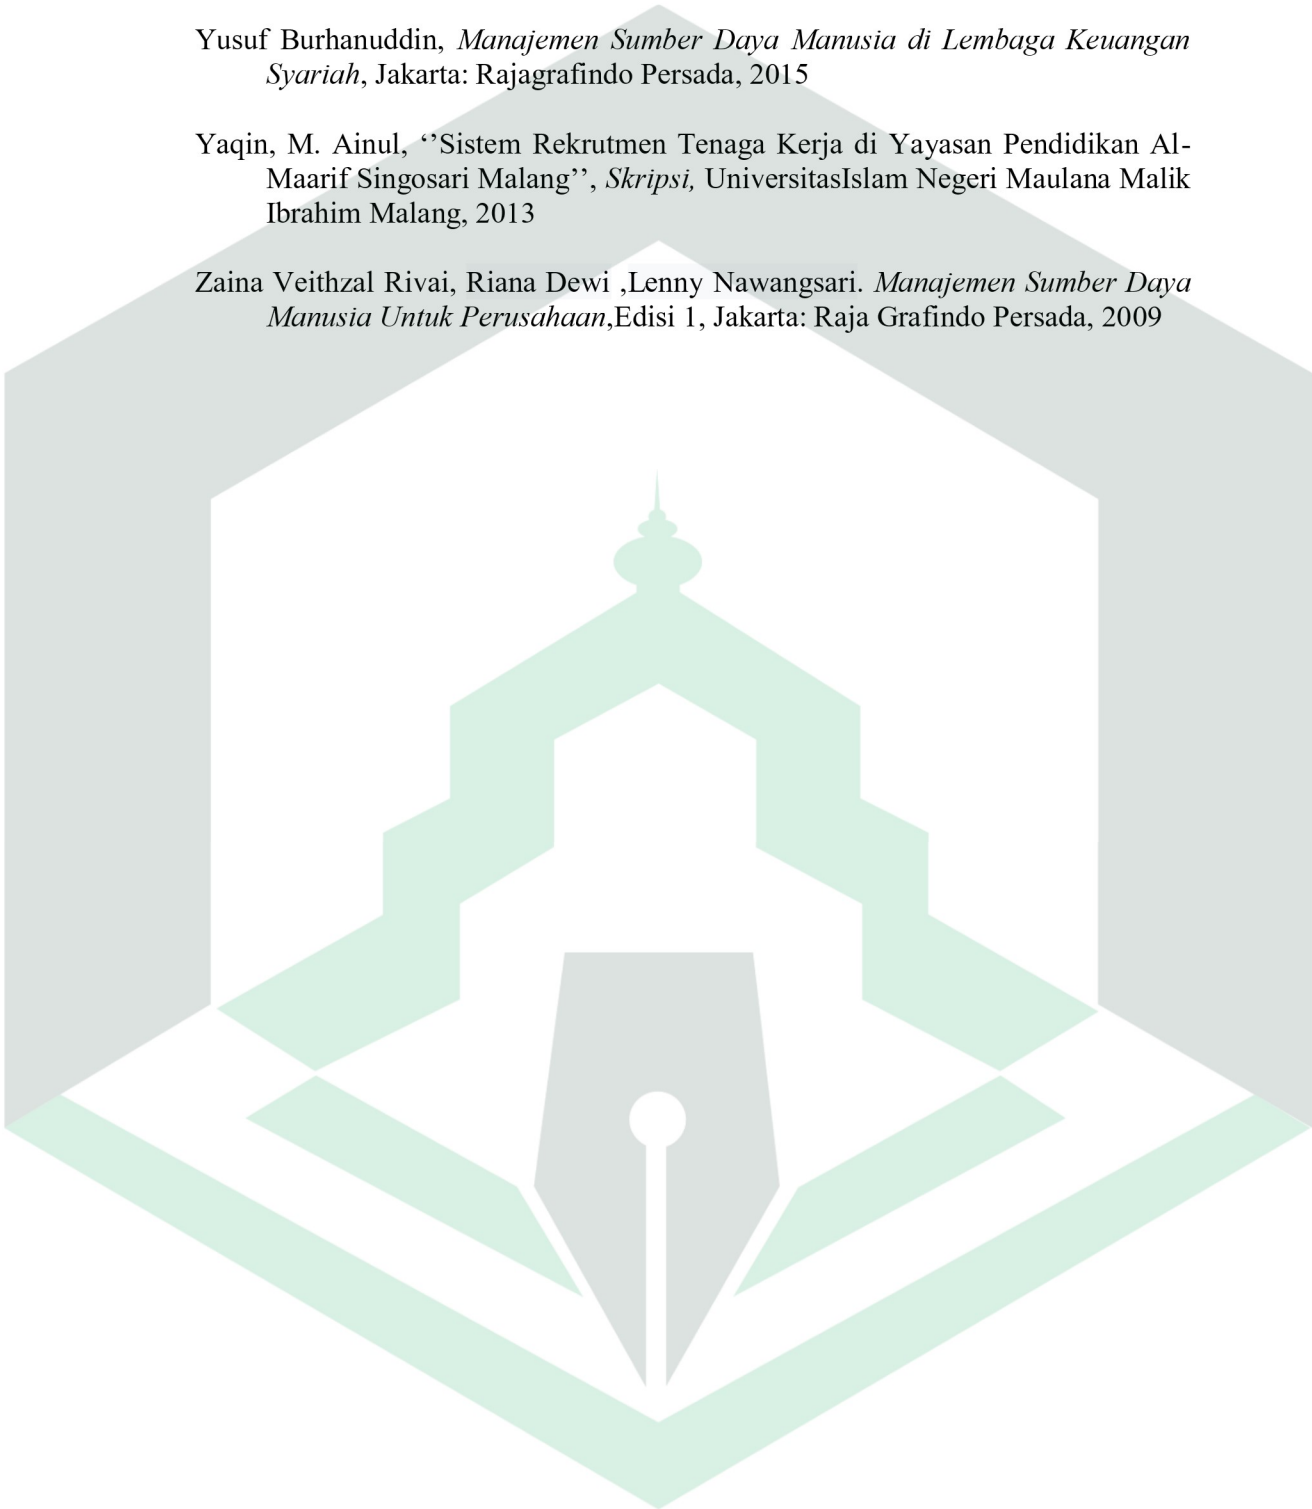 Yusuf Burhanuddin, Manajemen Sumber Daya Manusia di Lembaga Keuangan
Syariah, Jakarta: Rajagrafindo Persada, 2015
Yaqin, M. Ainul, ‘’Sistem Rekrutmen Tenaga Kerja di Yayasan Pendidikan Al-
Maarif Singosari Malang’’, Skripsi, UniversitasIslam Negeri Maulana Malik
Ibrahim Malang, 2013
Zaina Veithzal Rivai, Riana Dewi ,Lenny Nawangsari. Manajemen Sumber Daya
Manusia Untuk Perusahaan,Edisi 1, Jakarta: Raja Grafindo Persada, 2009